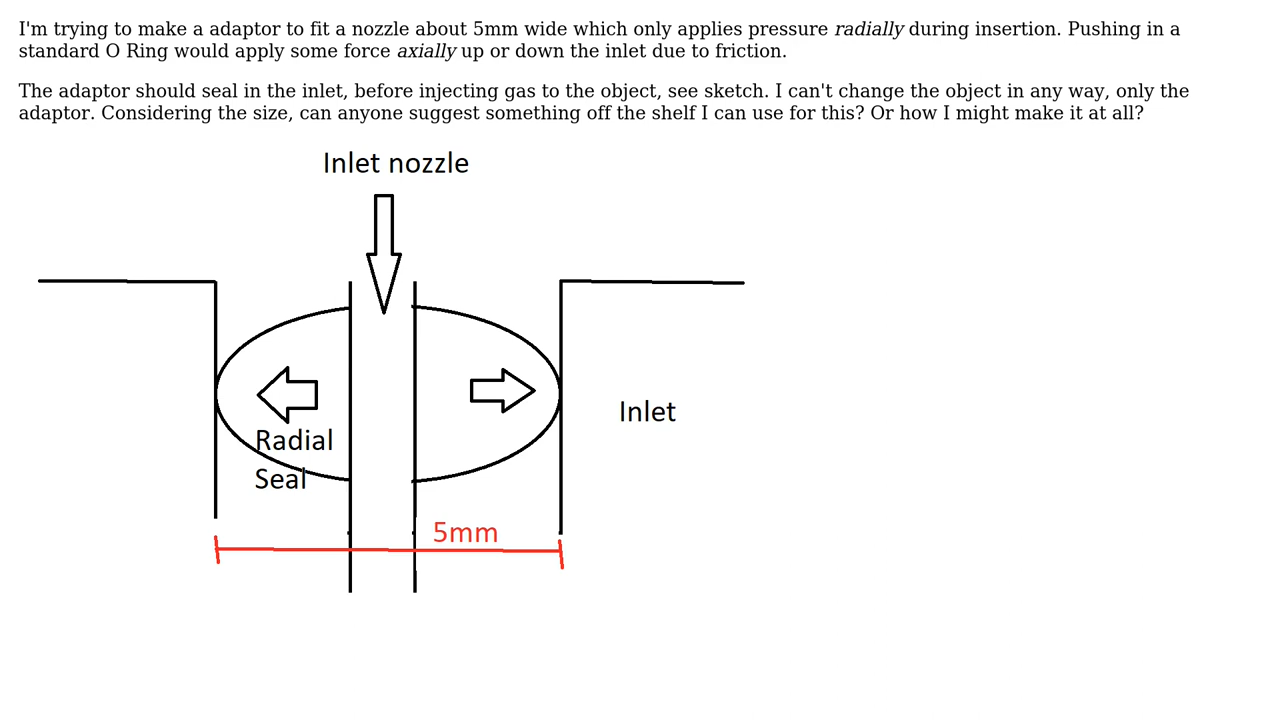 I'm trying to make a adaptor to fit a nozzle about 5mm wide which only applies pressure radially during insertion. Pushing in a
standard O Ring would apply some force axially up or down the inlet due to friction.
The adaptor should seal in the inlet, before injecting gas to the object, see sketch. I can't change the object in any way, only the
adaptor. Considering the size, can anyone suggest something off the shelf I can use for this? Or how I might make it at all?
Inlet nozzle
Inlet
Radial
Seal
5mm